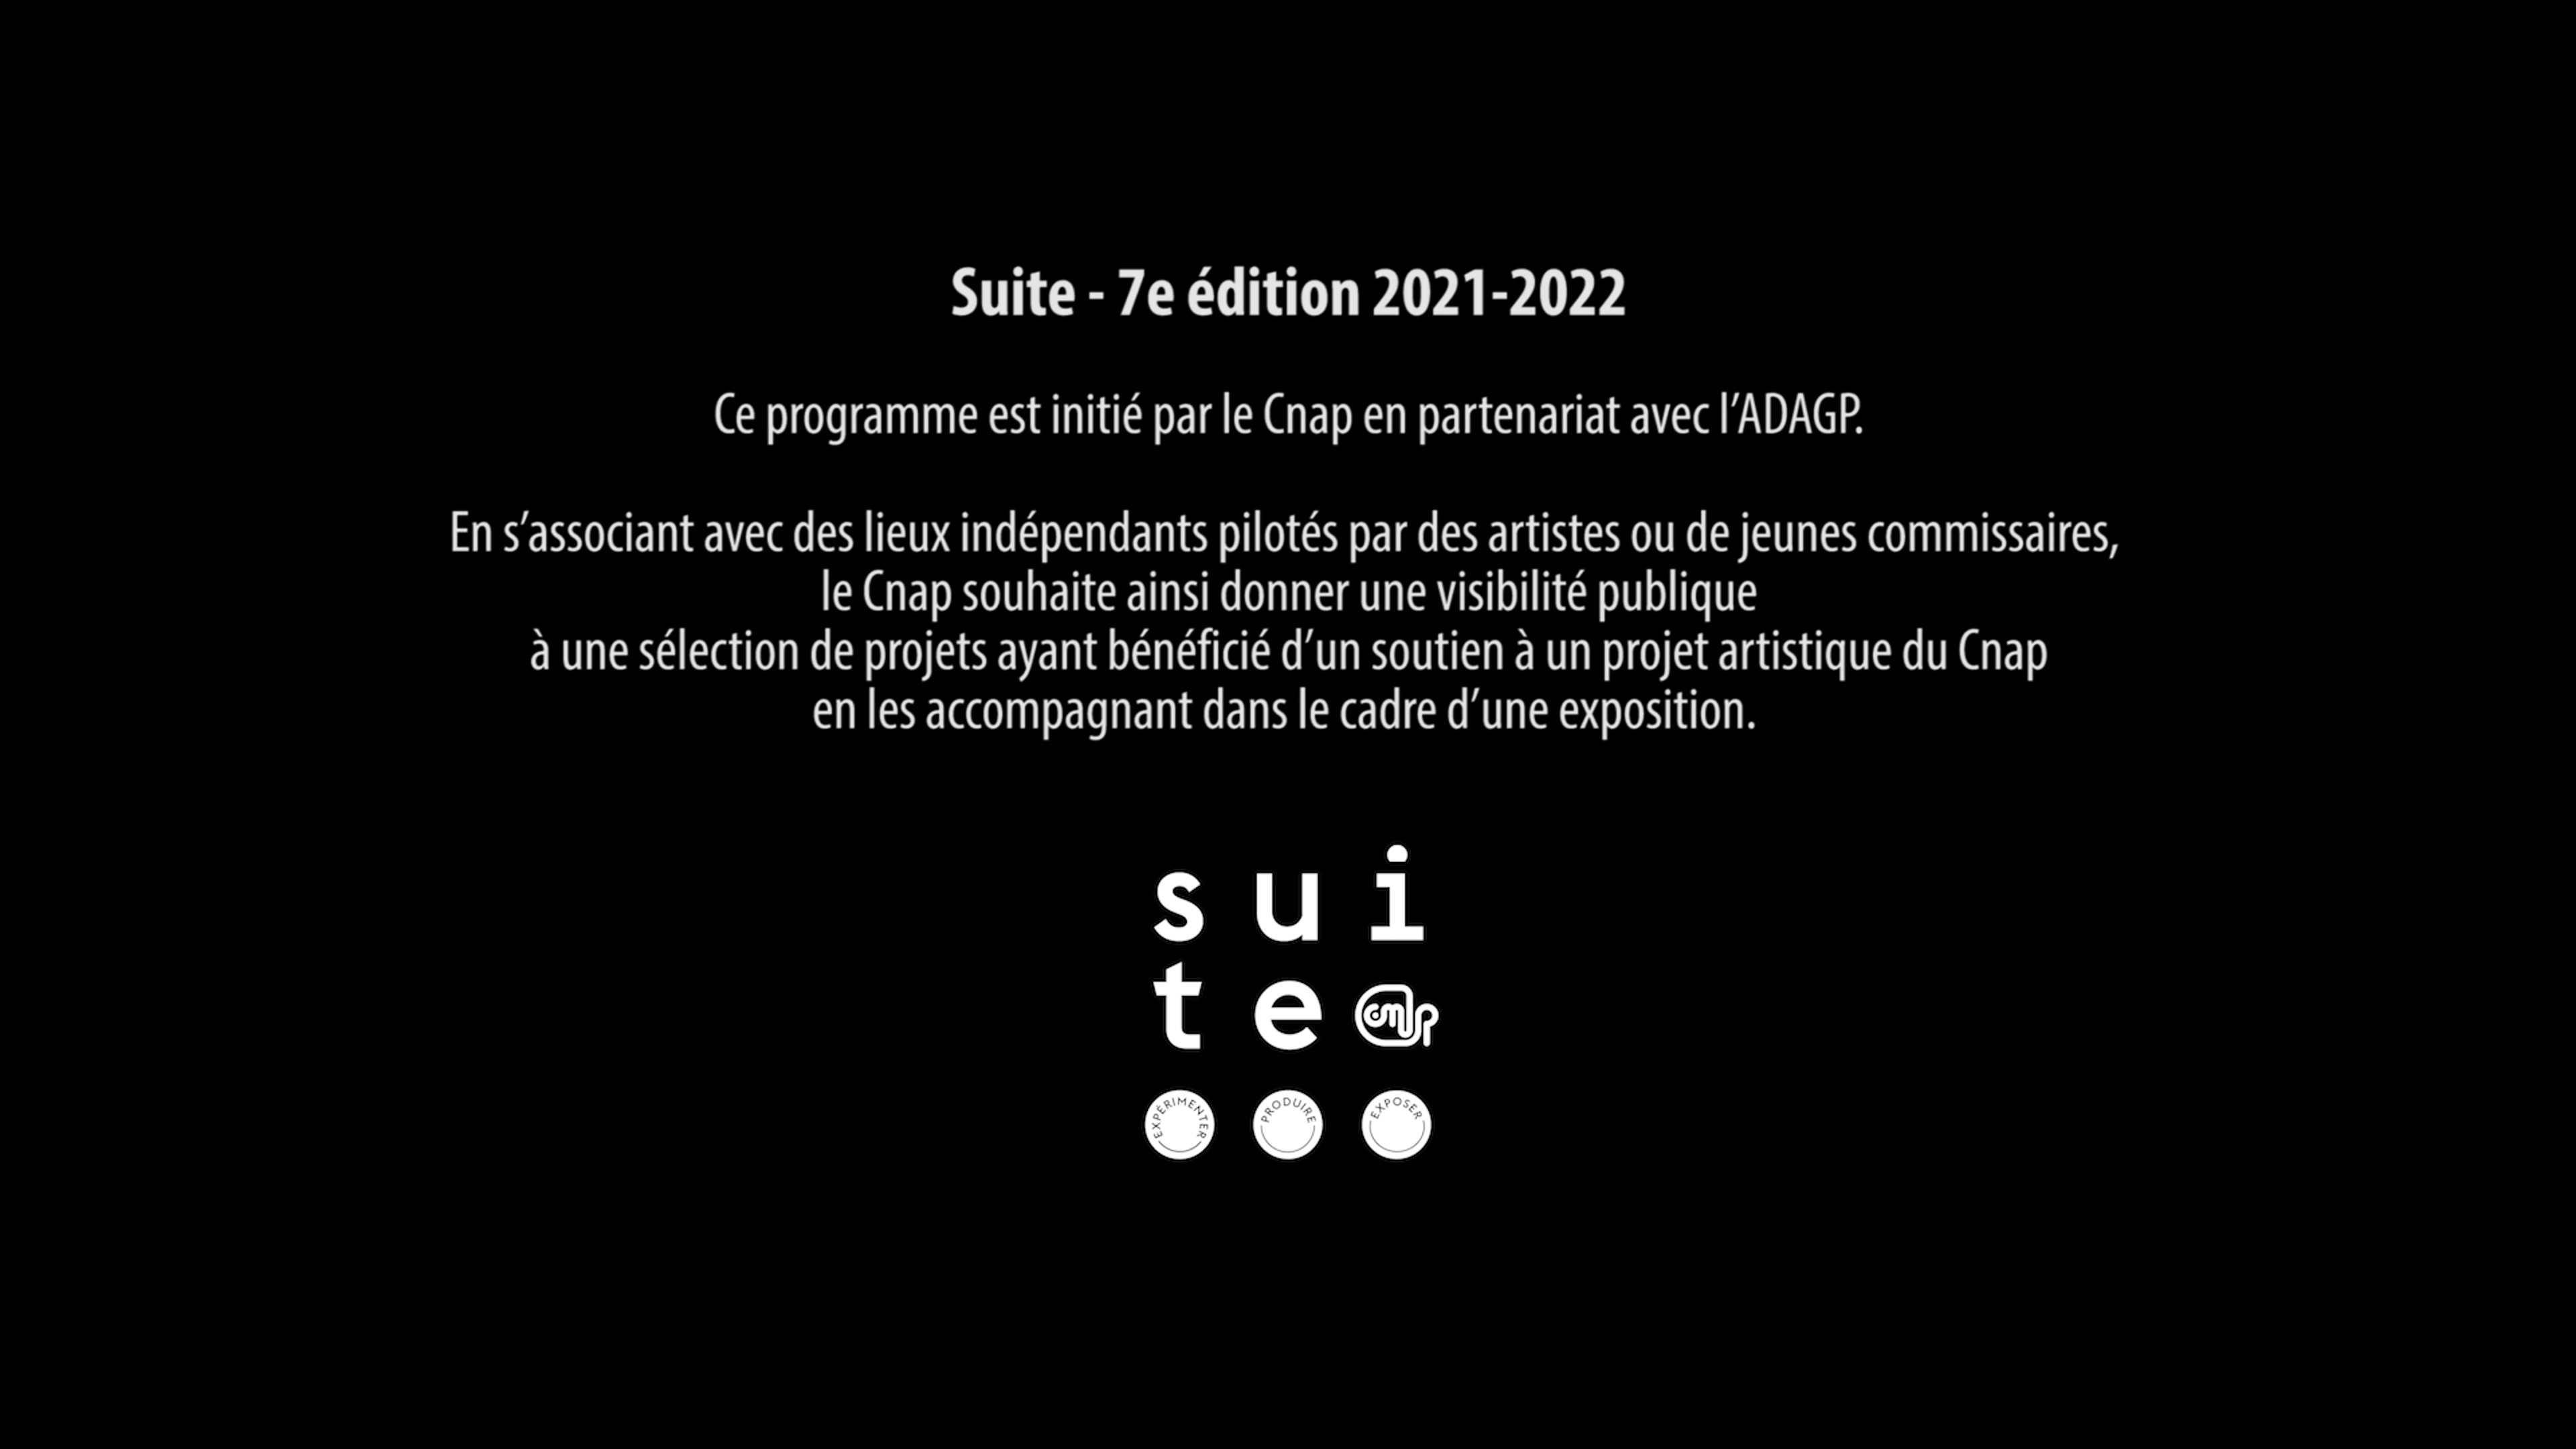 Suite - 7e édition 2021-2022
Ce programme est initié par le Cnap en partenariat avec l’ADAGP.
En s’associant avec des lieux indépendants pilotés par des artistes ou de jeunes commissaires,
le Cnap souhaite ainsi donner une visibilité publique
à une sélection de projets ayant bénéficié d’un soutien à un projet artistique du Cnap
en les accompagnant dans le cadre d’une exposition.
s u i
t e cnap
EXPÉRIMENTER PRODUIRE EXPOSER